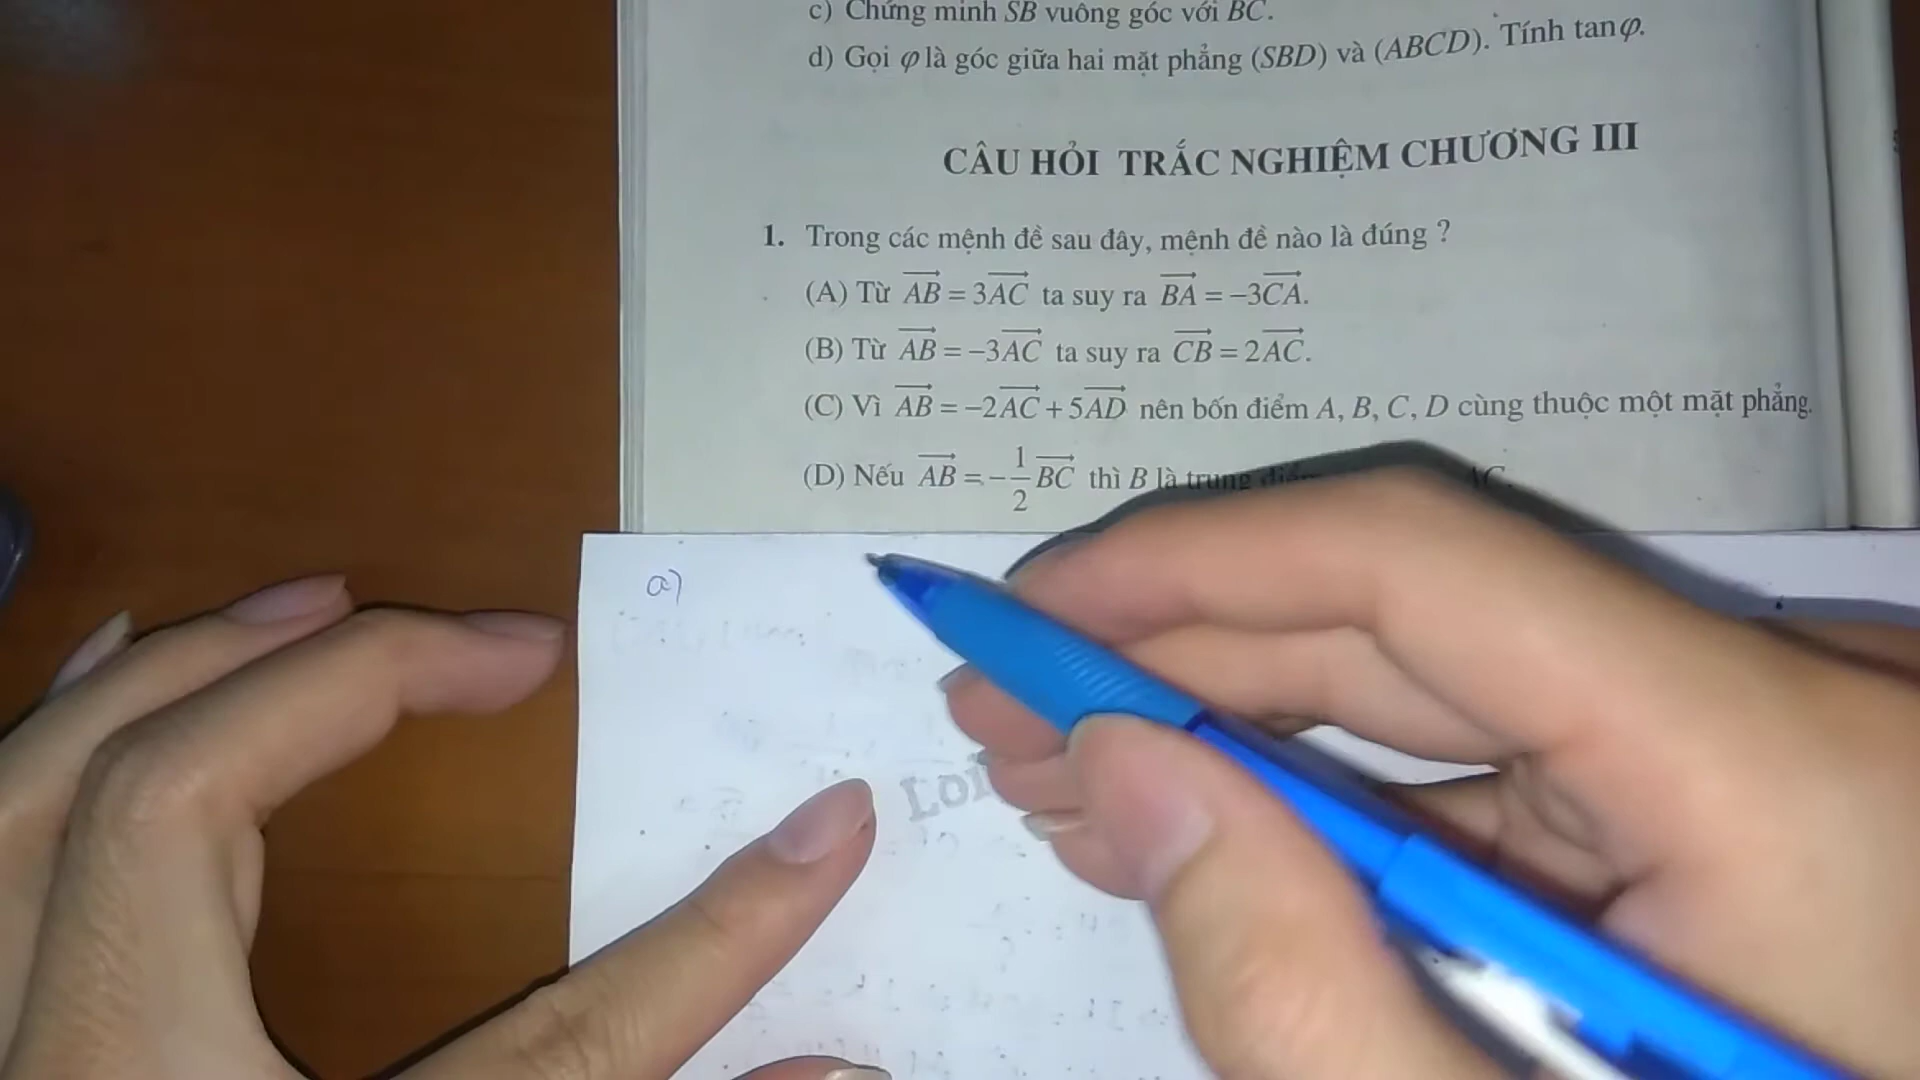 c) Chứng minh SB vuông góc với BC.
d) Gọi φ là góc giữa hai mặt phẳng (SBD) và (ABCD). Tính tanφ.
CÂU HỎI TRẮC NGHIỆM CHƯƠNG III
1. Trong các mệnh đề sau đây, mệnh đề nào là đúng ?
(A) Từ \overrightarrow{AB} = 3\overrightarrow{AC} ta suy ra \overrightarrow{BA} = –3\overrightarrow{CA}.
(B) Từ \overrightarrow{AB} = –3\overrightarrow{AC} ta suy ra \overrightarrow{CB} = 2\overrightarrow{AC}.
(C) Vì \overrightarrow{AB} = –2\overrightarrow{AC} + 5\overrightarrow{AD} nên bốn điểm A, B, C, D cùng thuộc một mặt phẳng.
(D) Nếu \overrightarrow{AB} = –\frac{1}{2}\overrightarrow{BC} thì B là trung AC.
a)